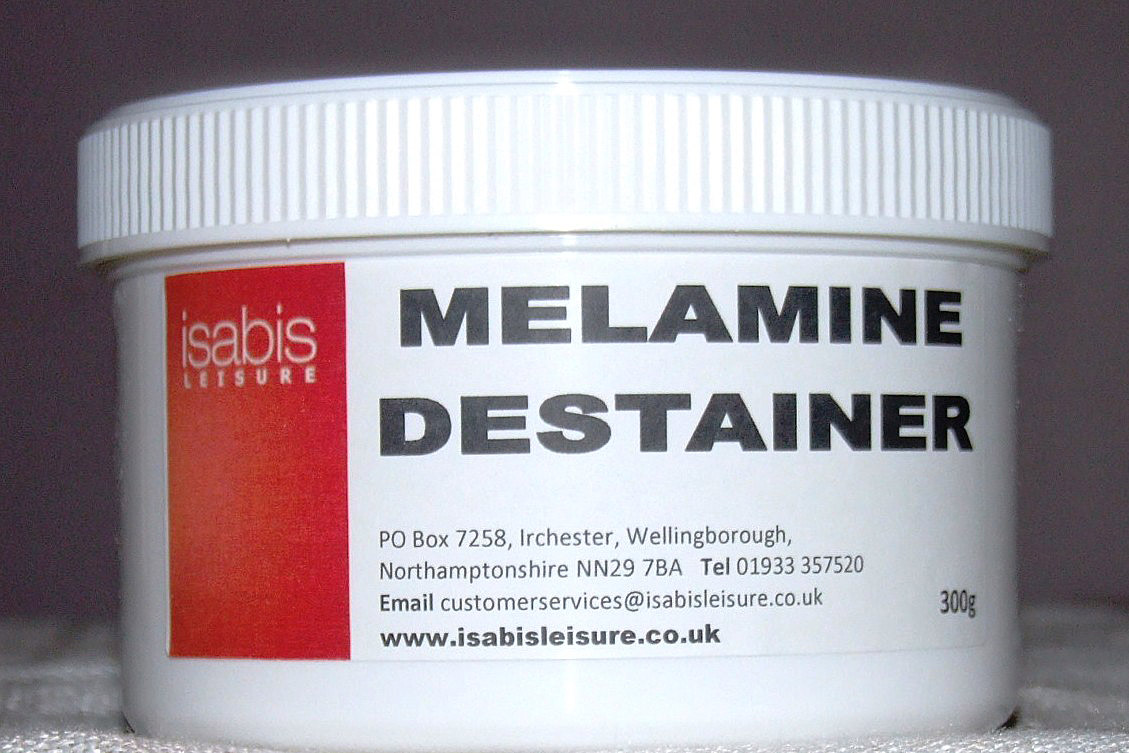 isabis
LEISURE
MELAMINE
DESTAINER
PO Box 7258, Irchester, Wellingborough,
Northamptonshire NN29 7BA Tel 01933 357520
Email customerservices@isabisleisure.co.uk
www.isabisleisure.co.uk
300g